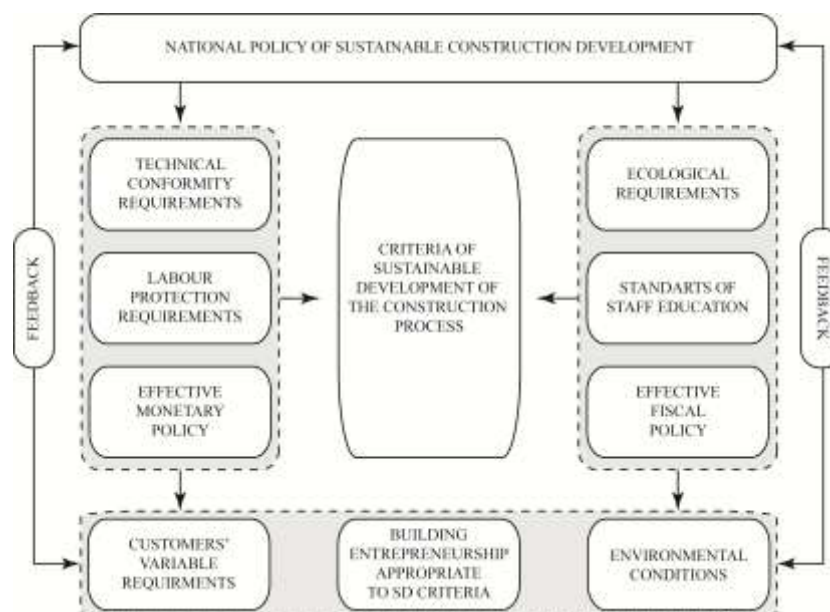 NATIONAL POLICY OF SUSTAINABLE CONSTRUCTION DEVELOPMENT
TECHNICAL
CONFORMITY
REQUIREMENTS
LABOUR
PROTECTION
REQUIREMENTS
EFFECTIVE
MONETARY
POLICY
CRITERIA OF
SUSTAINABLE
DEVELOPMENT OF
THE CONSTRUCTION
PROCESS
ECOLOGICAL
REQUIREMENTS
STANDARTS OF
STAFF EDUCATION
EFFECTIVE
FISCAL
POLICY
FEEDBACK
FEEDBACK
CUSTOMERS'
VARIABLE
REQUIRMENTS
BUILDING
ENTREPRENEURSHIP
APPROPRIATE
TO SD CRITERIA
ENVIRONMENTAL
CONDITIONS